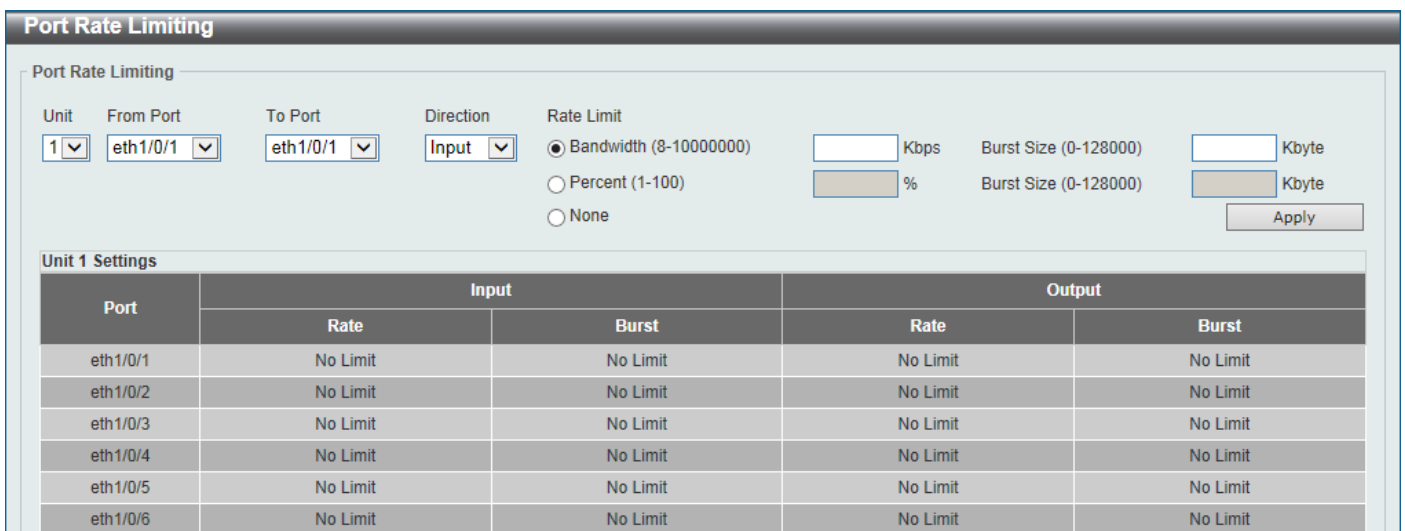 Port Rate Limiting
Port Rate Limiting
Unit From Port To Port Direction Rate Limit
1 eth1/0/1 eth1/0/1 Input Bandwidth (8-10000000) Kbps Burst Size (0-128000) Kbyte
Percent (1-100) % Burst Size (0-128000) Kbyte
None Apply
Unit 1 Settings
Port Input Output
Rate Burst Rate Burst
eth1/0/1 No Limit No Limit No Limit No Limit
eth1/0/2 No Limit No Limit No Limit No Limit
eth1/0/3 No Limit No Limit No Limit No Limit
eth1/0/4 No Limit No Limit No Limit No Limit
eth1/0/5 No Limit No Limit No Limit No Limit
eth1/0/6 No Limit No Limit No Limit No Limit